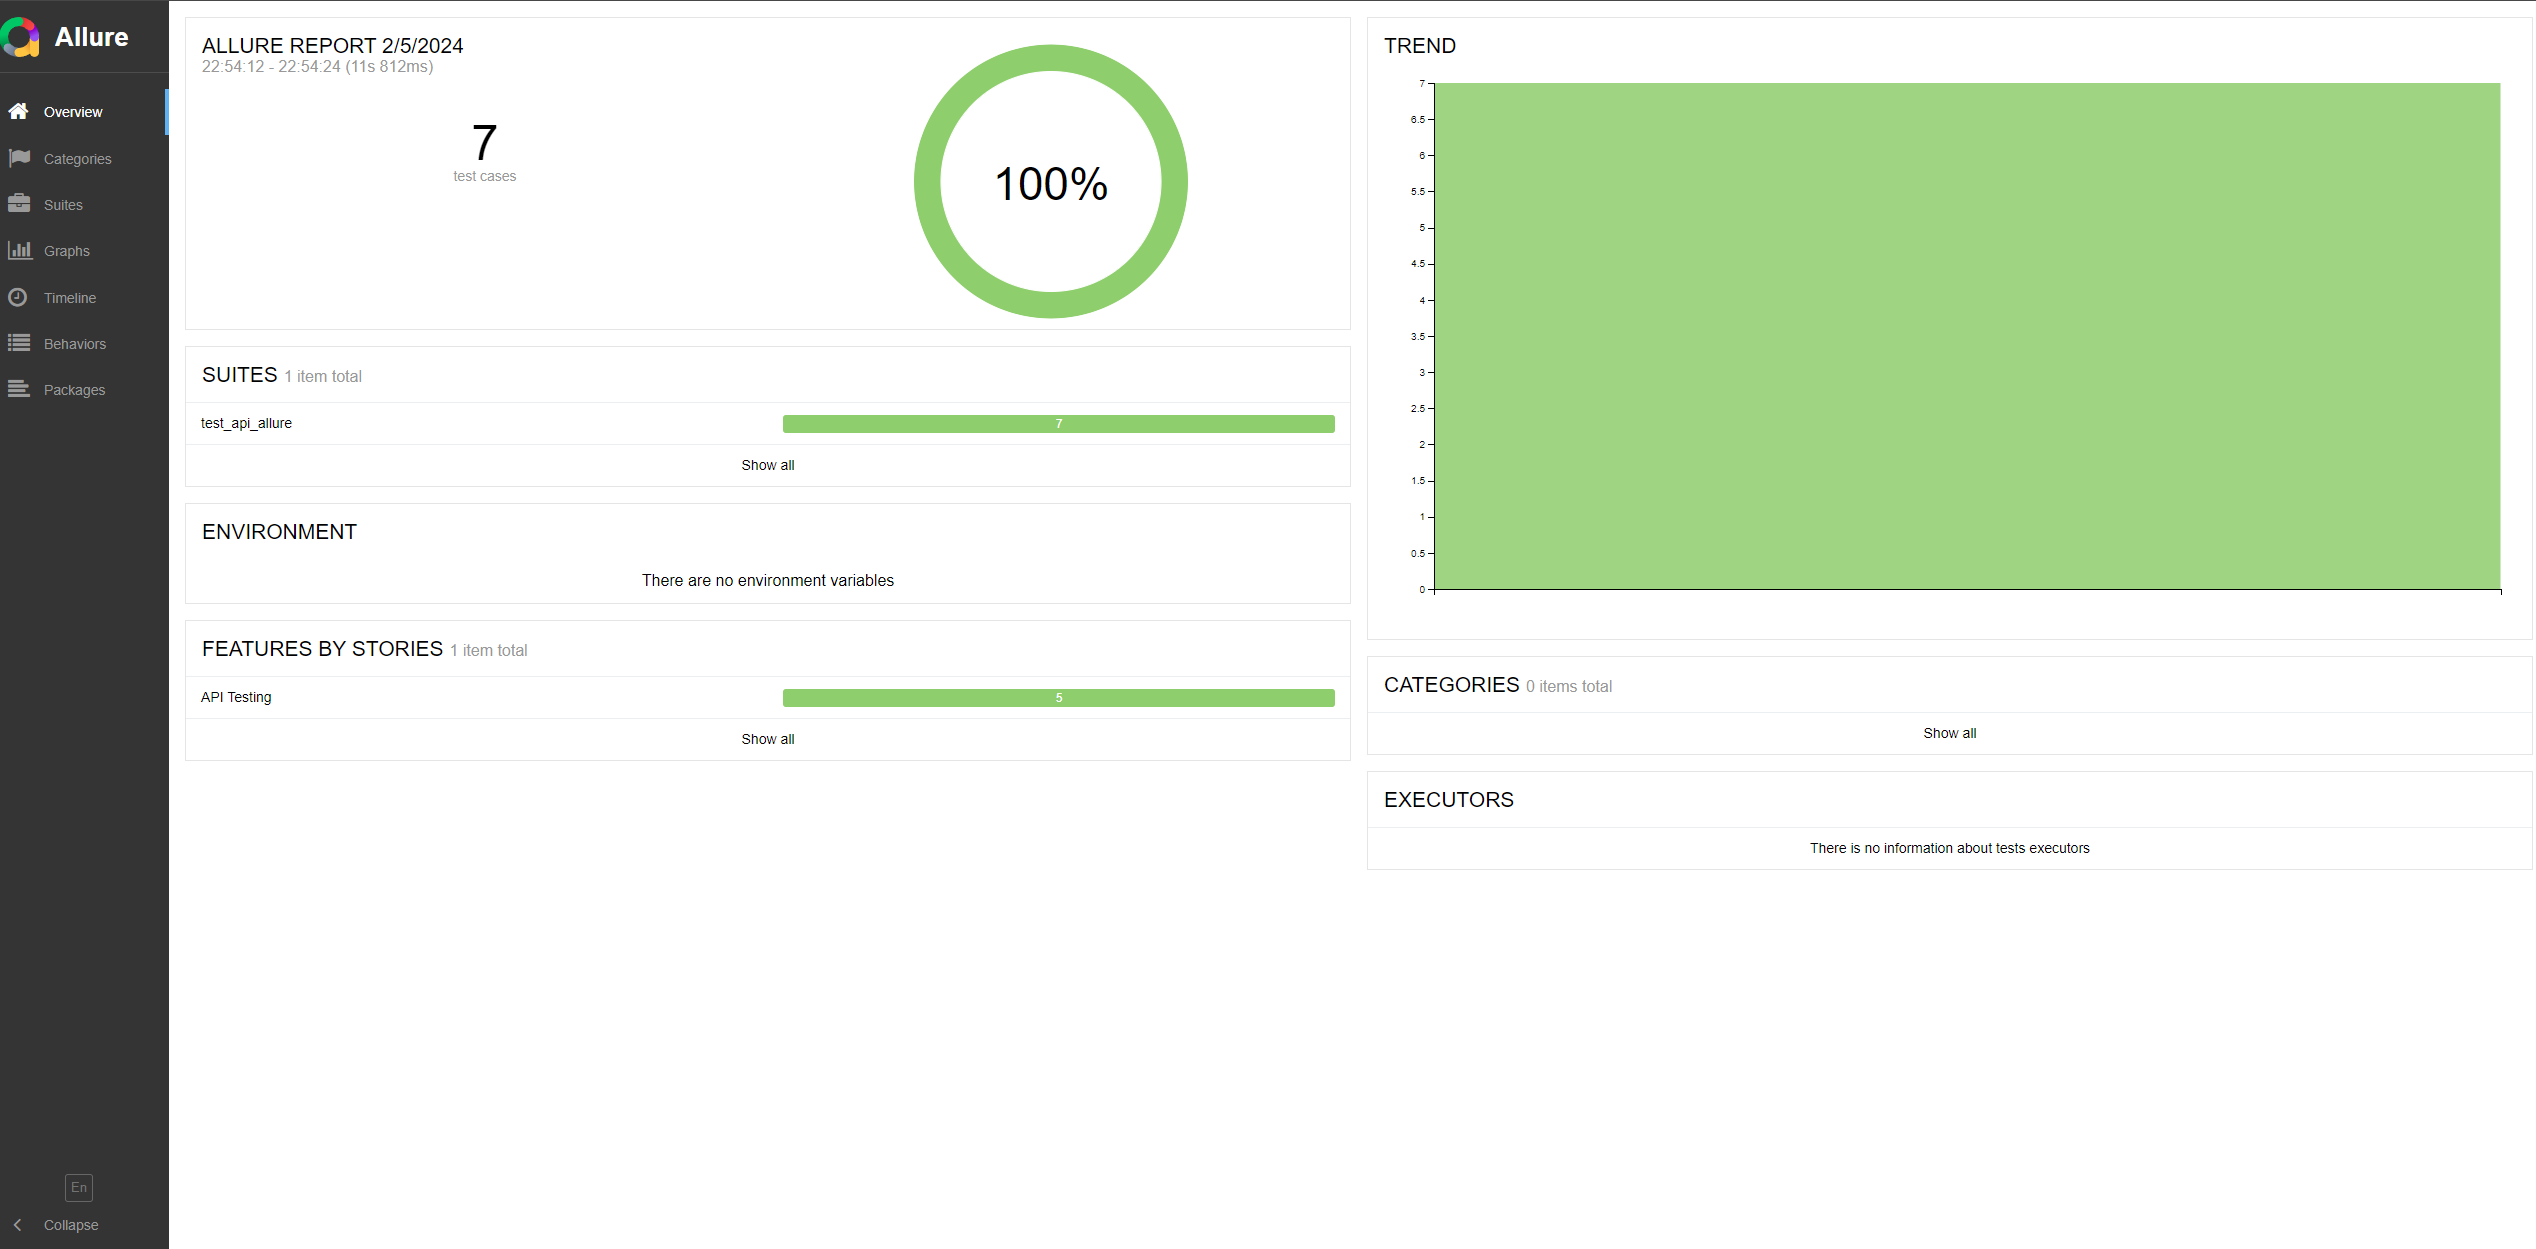 Allure
Overview
Categories
Suites
Graphs
Timeline
Behaviors
Packages
En
Collapse
ALLURE REPORT 2/5/2024
22:54:12 - 22:54:24 (11s 812ms)
7
test cases
100%
SUITES 1 item total
test_api_allure 7
Show all
ENVIRONMENT
There are no environment variables
FEATURES BY STORIES 1 item total
API Testing 5
Show all
TREND
7
6.5
6
5.5
5
4.5
4
3.5
3
2.5
2
1.5
1
0.5
0
CATEGORIES 0 items total
Show all
EXECUTORS
There is no information about tests executors